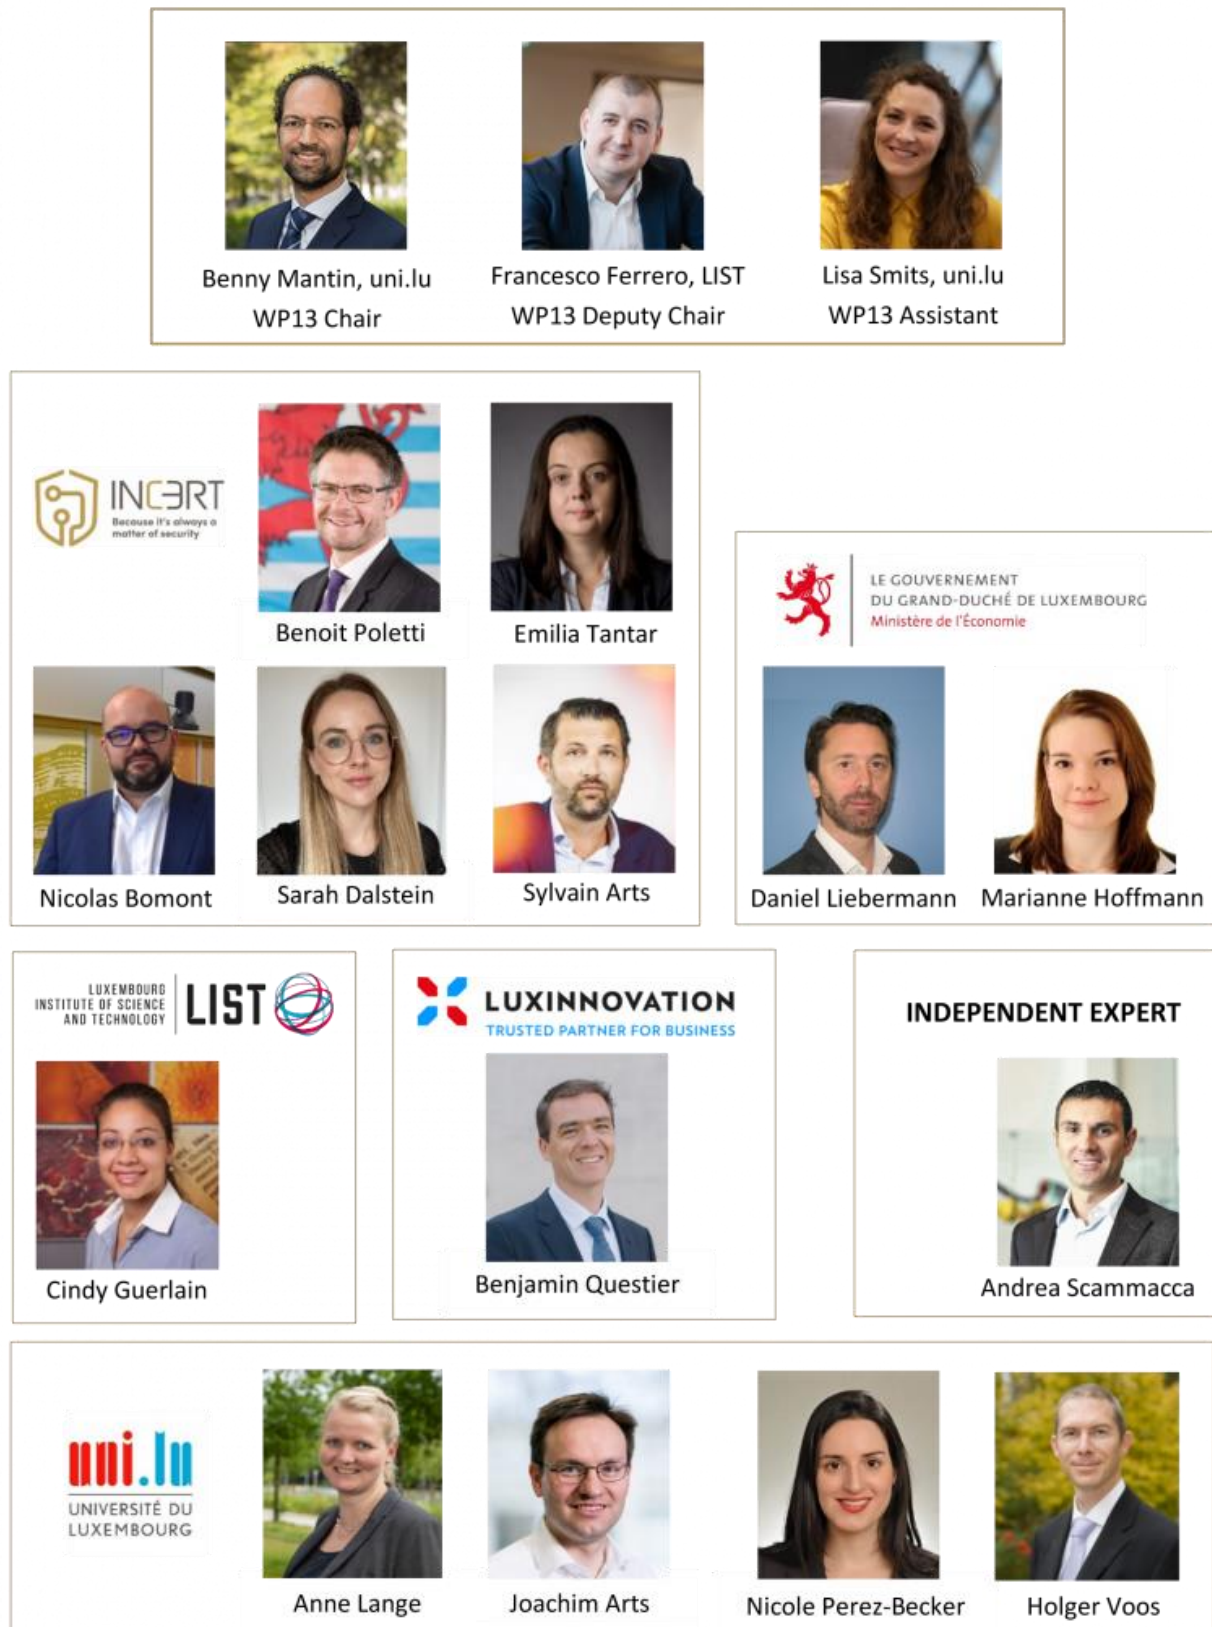 Benny Mantin, uni.lu
WP13 Chair
Francesco Ferrero, LIST
WP13 Deputy Chair
Lisa Smits, uni.lu
WP13 Assistant
INCERT
Because it's always a
matter of security
Benoit Poletti
Emilia Tantar
Nicolas Bomont
Sarah Dalstein
Sylvain Arts
LE GOUVERNEMENT
DU GRAND-DUCHÉ DE LUXEMBOURG
Ministère de l'Économie
Daniel Liebermann
Marianne Hoffmann
LUXEMBOURG
INSTITUTE OF SCIENCE
AND TECHNOLOGY
LIST
Cindy Guerlain
LUXINNOVATION
TRUSTED PARTNER FOR BUSINESS
Benjamin Questier
INDEPENDENT EXPERT
Andrea Scammacca
uni.lu
UNIVERSITÉ DU
LUXEMBOURG
Anne Lange
Joachim Arts
Nicole Perez-Becker
Holger Voos